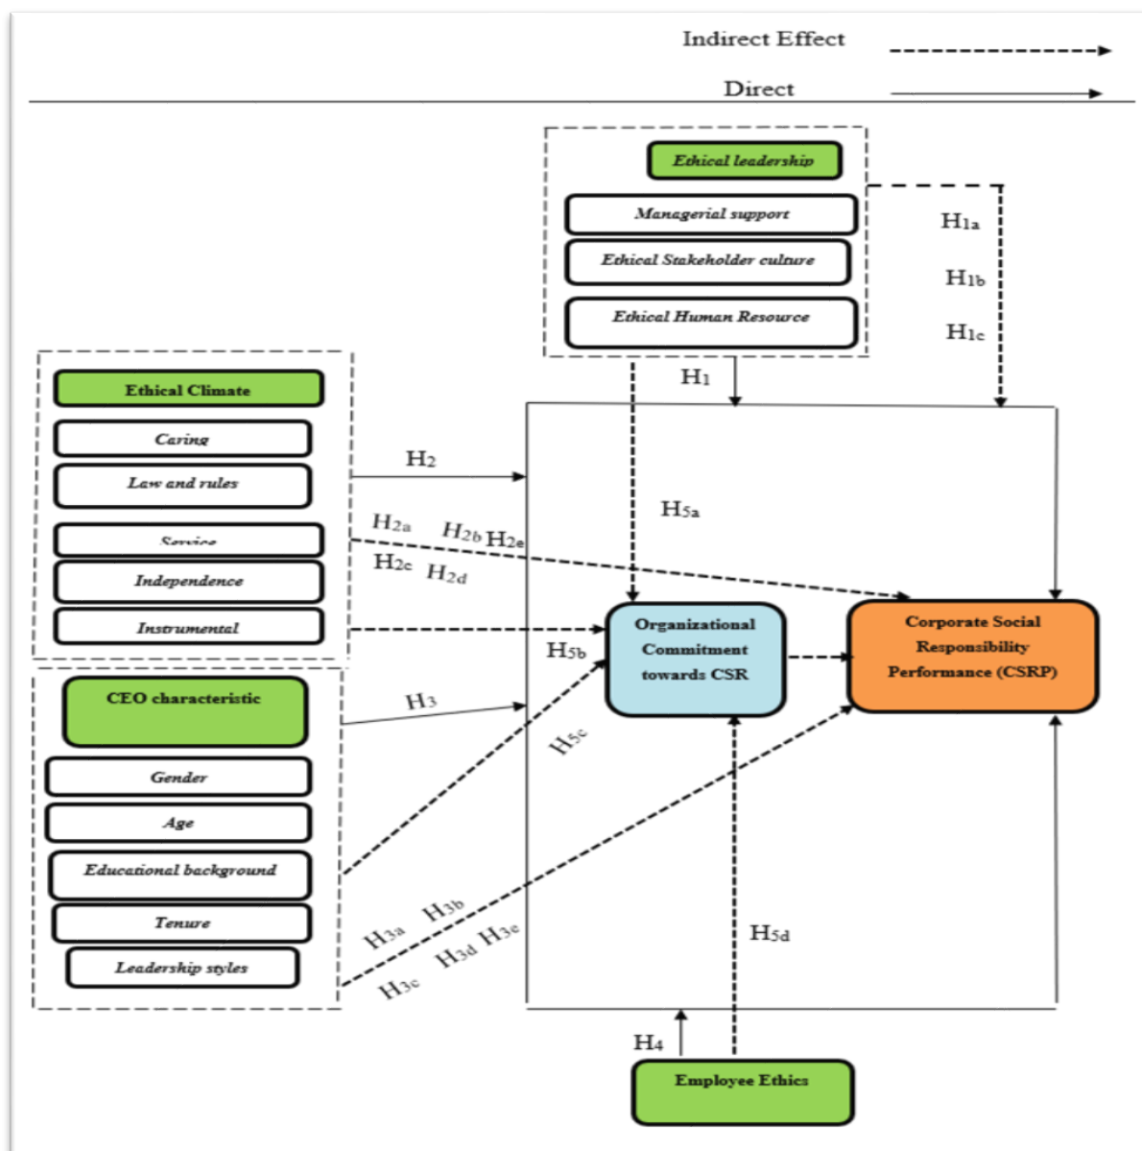 Indirect Effect
Direct
Ethical leadership
Managerial support
Ethical Stakeholder culture
Ethical Human Resource
H1a
H1b
H1c
H1
Ethical Climate
Caring
Law and rules
Service
Independence
Instrumental
H2
H2a H2b H2e
H2c H2d
H5a
H5b
Organizational
Commitment
towards CSR
Corporate Social
Responsibility
Performance (CSRP)
CEO characteristic
Gender
Age
Educational background
Tenure
Leadership styles
H3
H5c
H3a H3b
H3c H3d H3e
H5d
H4
Employee Ethics